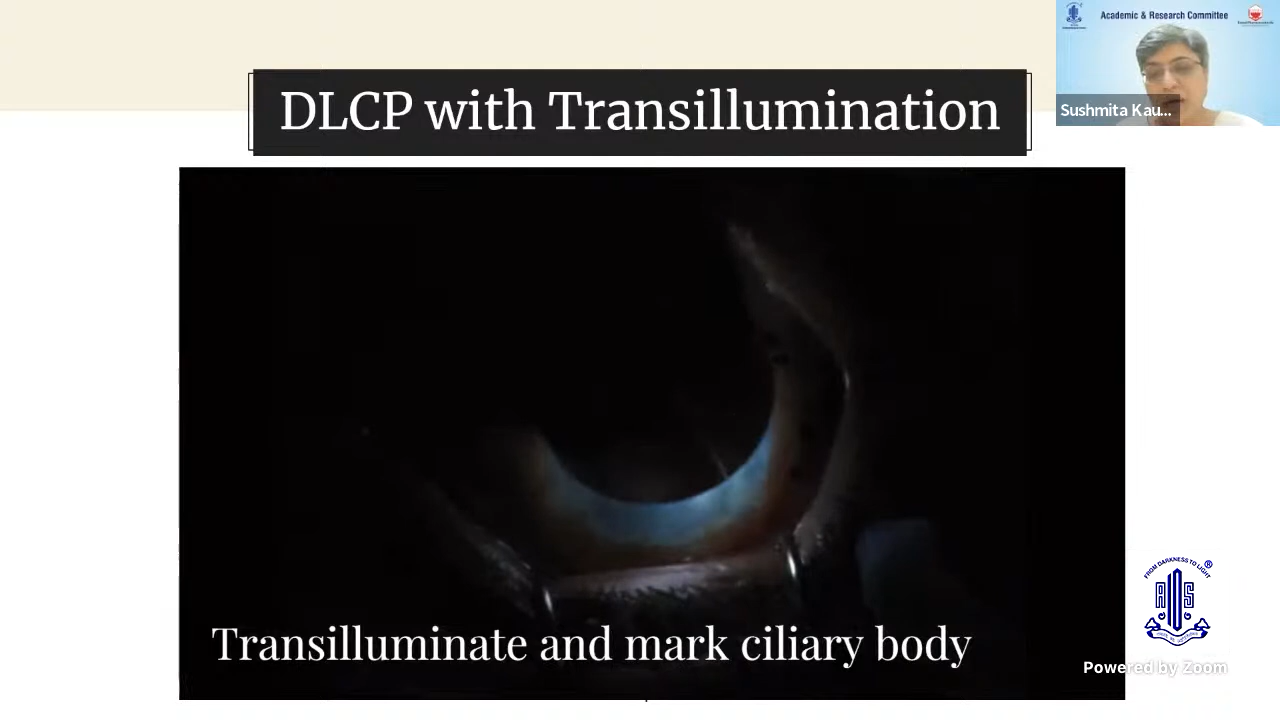 Academic & Research Committee
DLCP with Transillumination
Sushmita Kau...
Transilluminate and mark ciliary body
FROM DARKNESS TO LIGHT
®
AIOS
Powered by Zoom